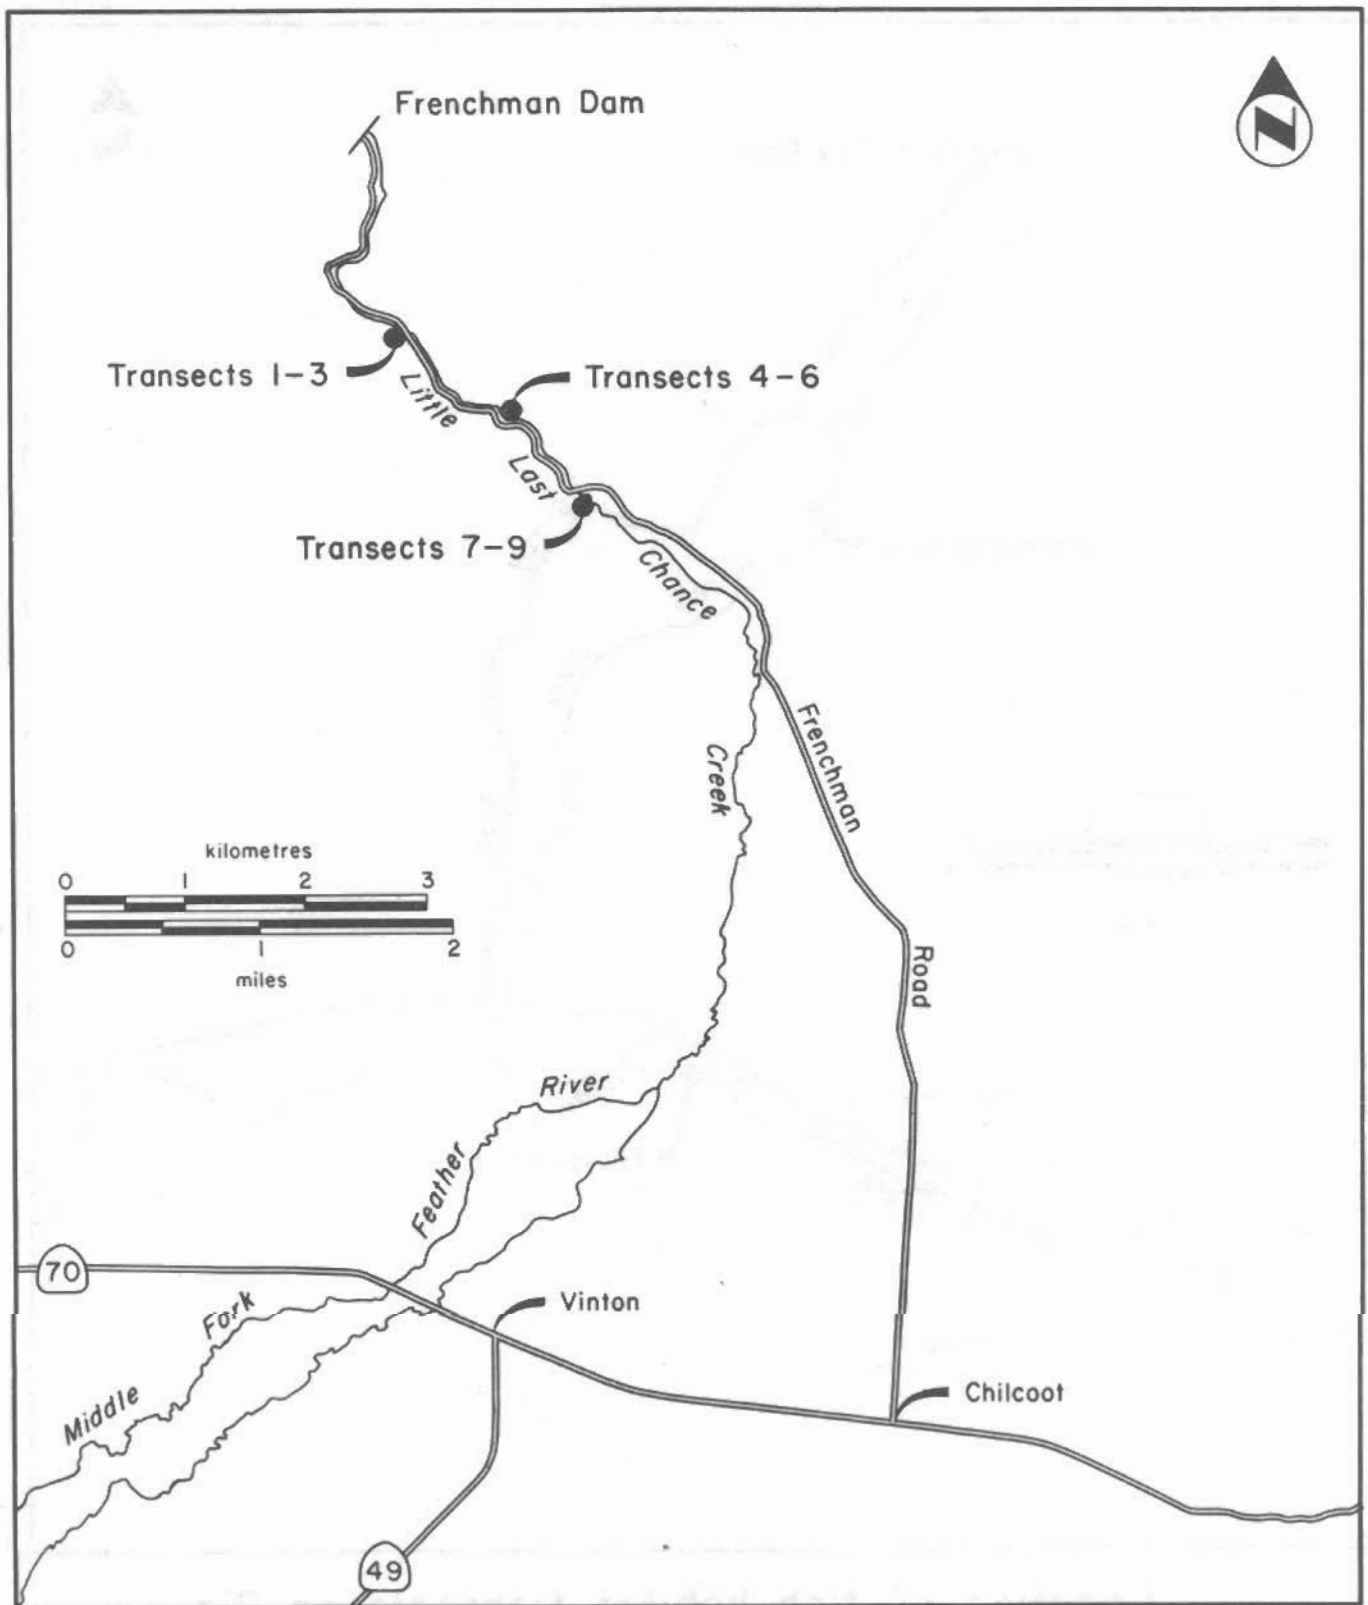 Frenchman Dam
N
Transects 1-3
Transects 4-6
Little
Last
Transects 7-9
Chance
Frenchman
Creek
kilometres
0 1 2 3
0 1 2
miles
Road
River
Feather
70
Vinton
Fork
Chilcoot
Middle
49